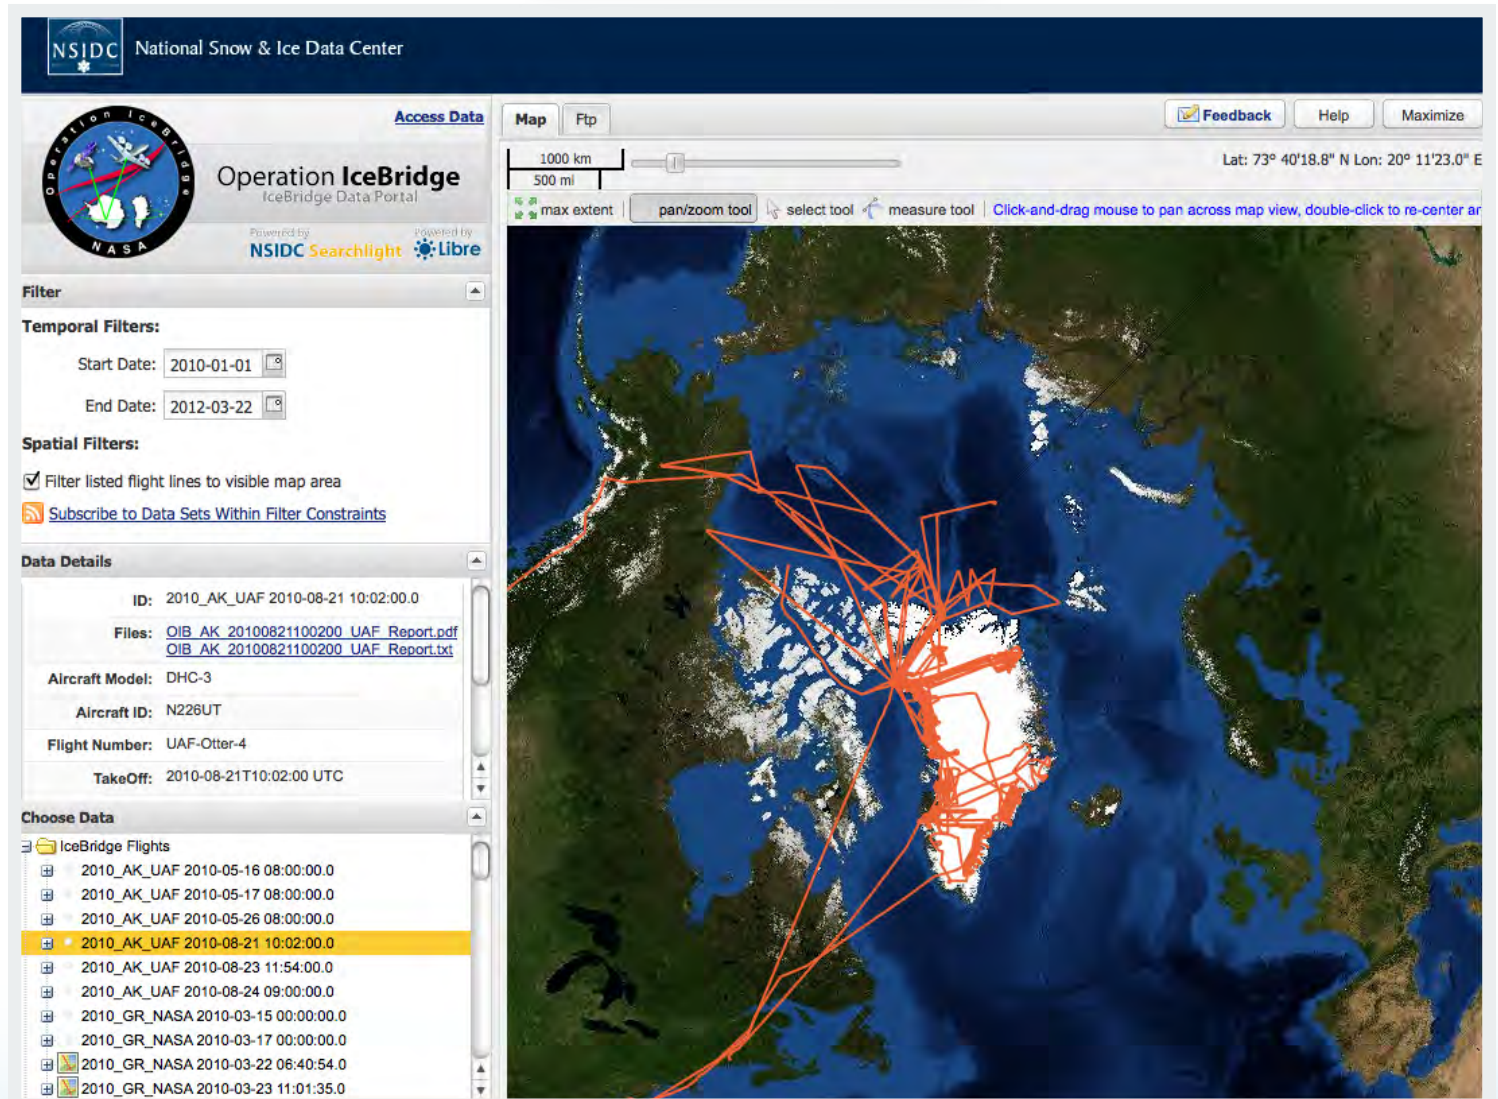 NSIDC National Snow & Ice Data Center
Operation IceBridge
NASA
Access Data
Operation IceBridge
IceBridge Data Portal
Powered by
NSIDC Searchlight
Powered by
Libre
Filter
Temporal Filters:
Start Date: 2010-01-01
End Date: 2012-03-22
Spatial Filters:
Filter listed flight lines to visible map area
Subscribe to Data Sets Within Filter Constraints
Data Details
ID: 2010_AK_UAF 2010-08-21 10:02:00.0
Files: OIB_AK_20100821100200_UAF_Report.pdf
OIB_AK_20100821100200_UAF_Report.txt
Aircraft Model: DHC-3
Aircraft ID: N226UT
Flight Number: UAF-Otter-4
TakeOff: 2010-08-21T10:02:00 UTC
Choose Data
IceBridge Flights
2010_AK_UAF 2010-05-16 08:00:00.0
2010_AK_UAF 2010-05-17 08:00:00.0
2010_AK_UAF 2010-05-26 08:00:00.0
2010_AK_UAF 2010-08-21 10:02:00.0
2010_AK_UAF 2010-08-23 11:54:00.0
2010_AK_UAF 2010-08-24 09:00:00.0
2010_GR_NASA 2010-03-15 00:00:00.0
2010_GR_NASA 2010-03-17 00:00:00.0
2010_GR_NASA 2010-03-22 06:40:54.0
2010_GR_NASA 2010-03-23 11:01:35.0
Map Ftp
Feedback Help Maximize
1000 km
500 mi
Lat: 73° 40'18.8" N Lon: 20° 11'23.0" E
max extent pan/zoom tool select tool measure tool Click-and-drag mouse to pan across map view, double-click to re-center ar